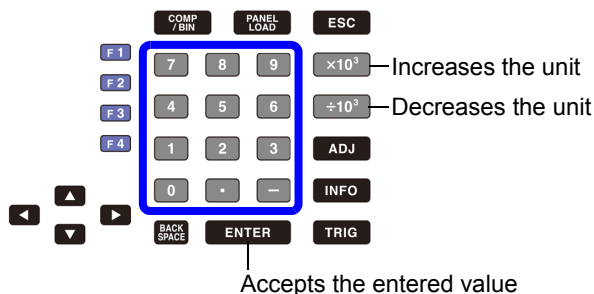 COMP
/ BIN
PANEL
LOAD
ESC
F 1
7 8 9 ×10³ Increases the unit
F 2
4 5 6 ÷10³ Decreases the unit
F 3
F 4
1 2 3 ADJ
0 . − INFO
BACK
SPACE
ENTER TRIG
Accepts the entered value